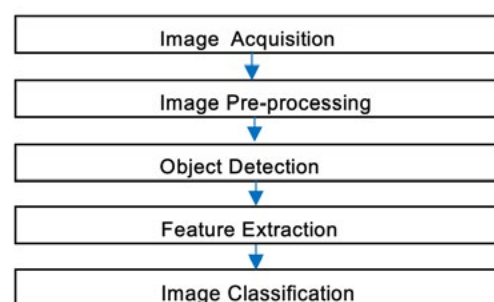 Image Acquisition
Image Pre-processing
Object Detection
Feature Extraction
Image Classification